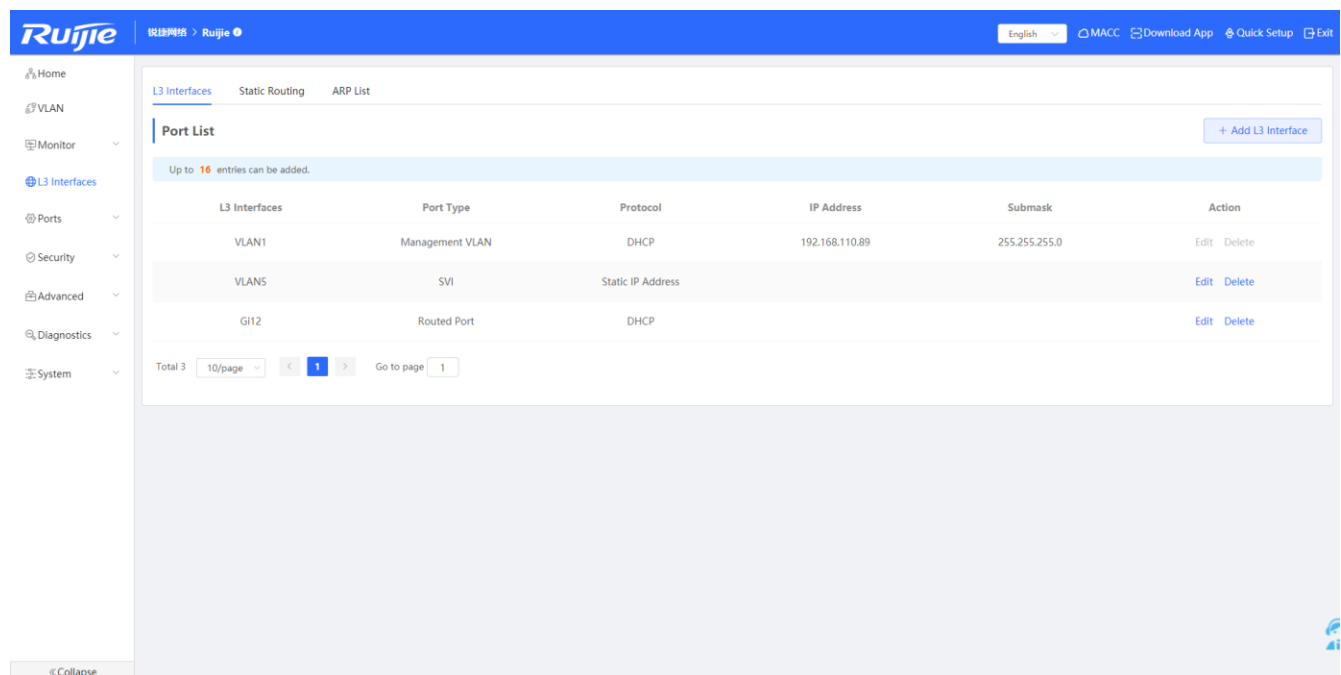 Ruijie 锐捷网络 > Ruijie English MACC Download App Quick Setup Exit
Home
VLAN
Monitor
L3 Interfaces
Ports
Security
Advanced
Diagnostics
System
«Collapse
L3 Interfaces Static Routing ARP List
Port List + Add L3 Interface
Up to 16 entries can be added.
L3 Interfaces Port Type Protocol IP Address Submask Action
VLAN1 Management VLAN DHCP 192.168.110.89 255.255.255.0 Edit Delete
VLAN5 SVI Static IP Address Edit Delete
Gi12 Routed Port DHCP Edit Delete
Total 3 10/page < 1 > Go to page 1